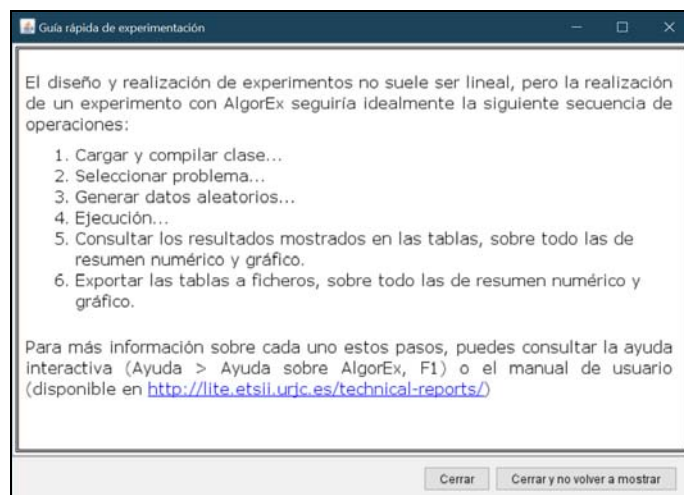 Guía rápida de experimentación
El diseño y realización de experimentos no suele ser lineal, pero la realización
de un experimento con AlgorEx seguiría idealmente la siguiente secuencia de
operaciones:
1. Cargar y compilar clase...
2. Seleccionar problema...
3. Generar datos aleatorios...
4. Ejecución...
5. Consultar los resultados mostrados en las tablas, sobre todo las de
resumen numérico y gráfico.
6. Exportar las tablas a ficheros, sobre todo las de resumen numérico y
gráfico.
Para más información sobre cada uno estos pasos, puedes consultar la ayuda
interactiva (Ayuda > Ayuda sobre AlgorEx, F1) o el manual de usuario
(disponible en http://lite.etsii.urjc.es/technical-reports/)
Cerrar Cerrar y no volver a mostrar